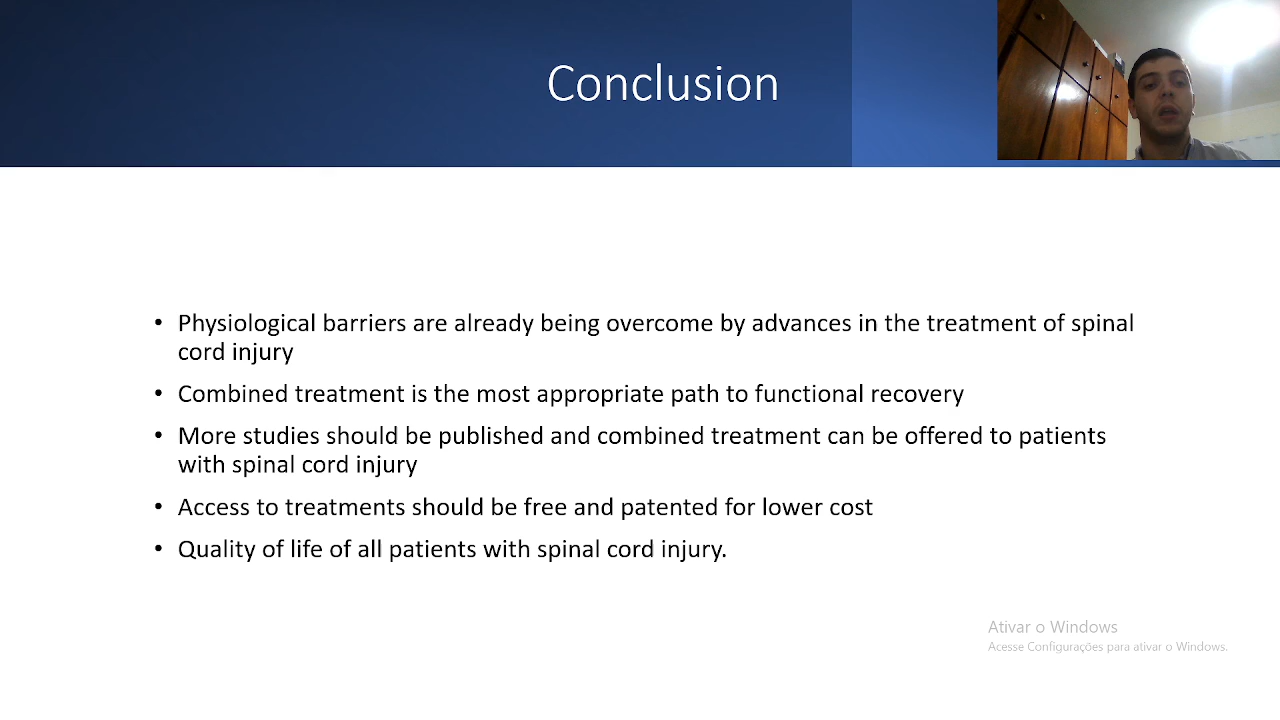 Conclusion
• Physiological barriers are already being overcome by advances in the treatment of spinal
cord injury
• Combined treatment is the most appropriate path to functional recovery
• More studies should be published and combined treatment can be offered to patients
with spinal cord injury
• Access to treatments should be free and patented for lower cost
• Quality of life of all patients with spinal cord injury.
Ativar o Windows
Acesse Configurações para ativar o Windows.